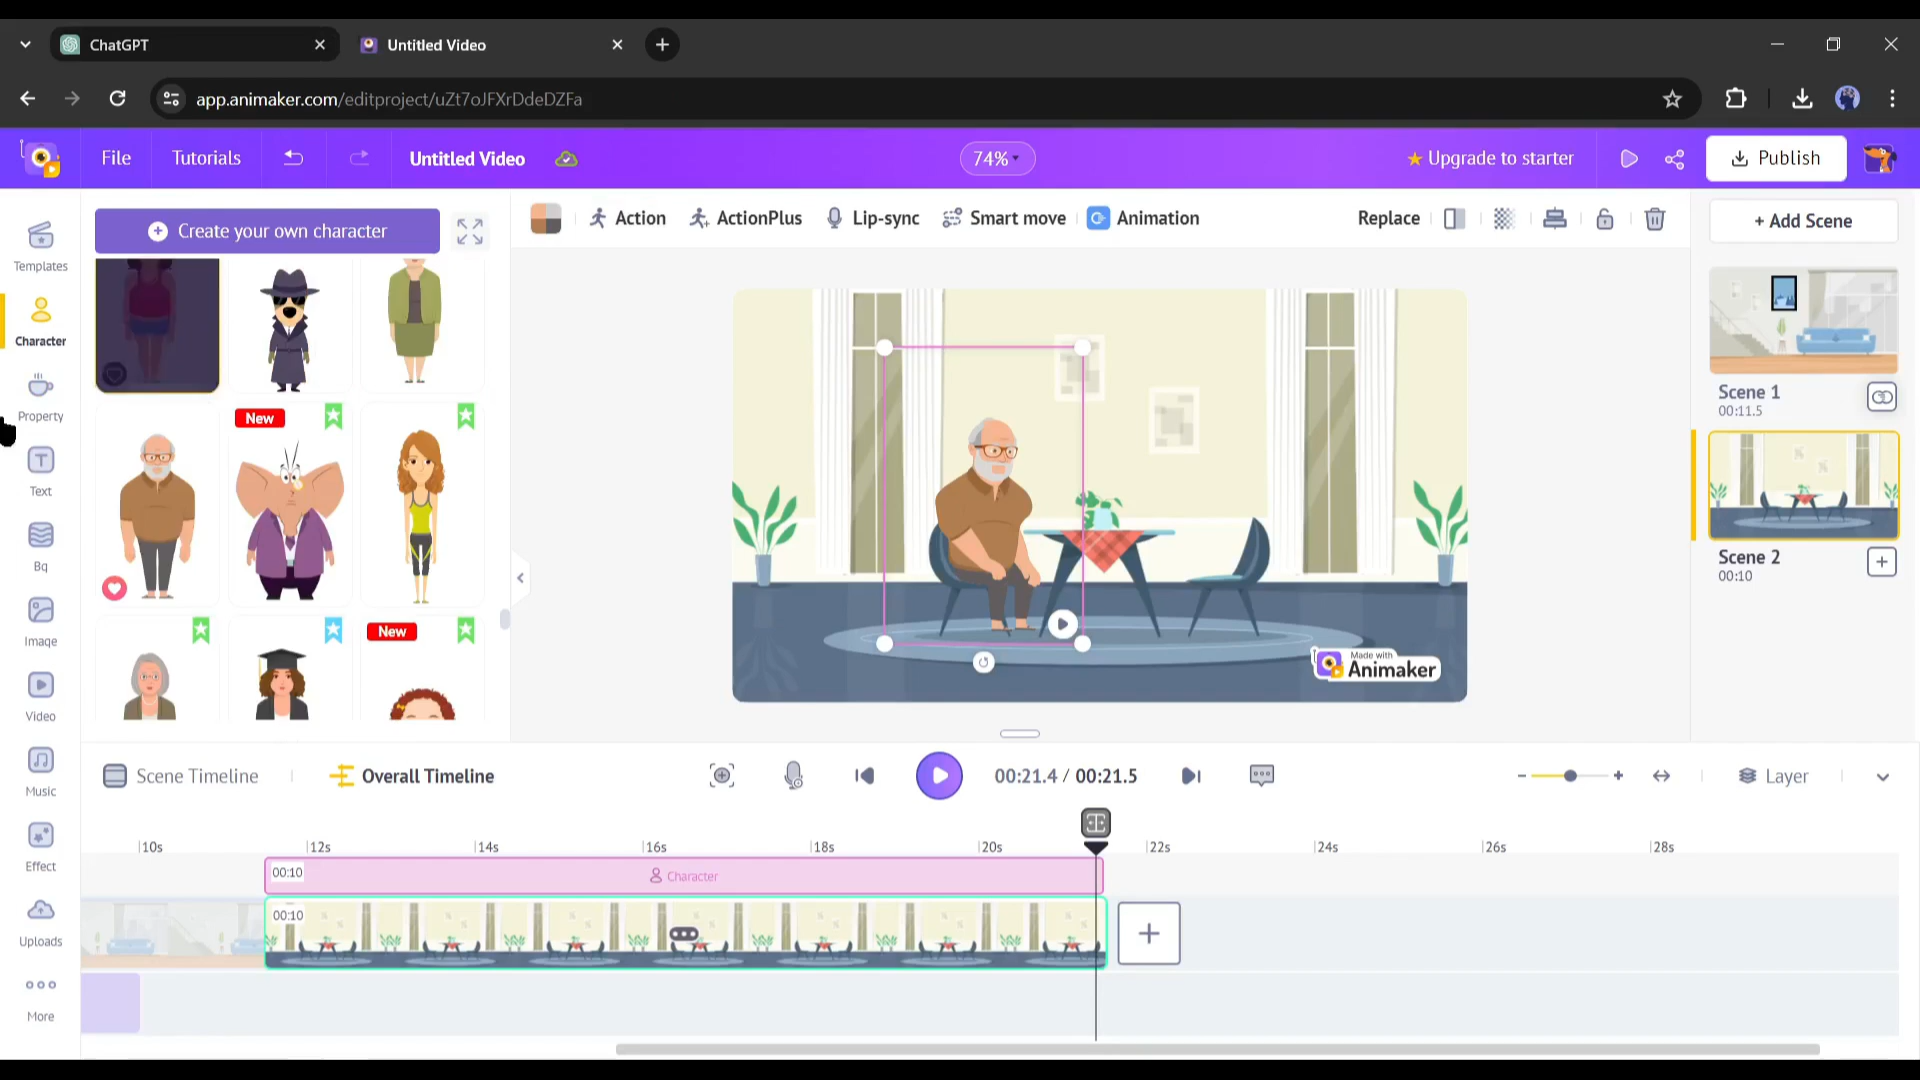 ChatGPT
Untitled Video
app.animaker.com/editproject/uZt7oJFXrDdeDZFa
File
Tutorials
Untitled Video
74%
Upgrade to starter
Publish
Templates
Character
Property
Text
Bg
Image
Video
Music
Effect
Uploads
More
Create your own character
New
New
Action
ActionPlus
Lip-sync
Smart move
Animation
Replace
Made with
Animaker
+ Add Scene
Scene 1
00:11.5
Scene 2
00:10
Scene Timeline
Overall Timeline
00:21.4 / 00:21.5
Layer
10s
12s
14s
16s
18s
20s
22s
24s
26s
28s
00:10
Character
00:10